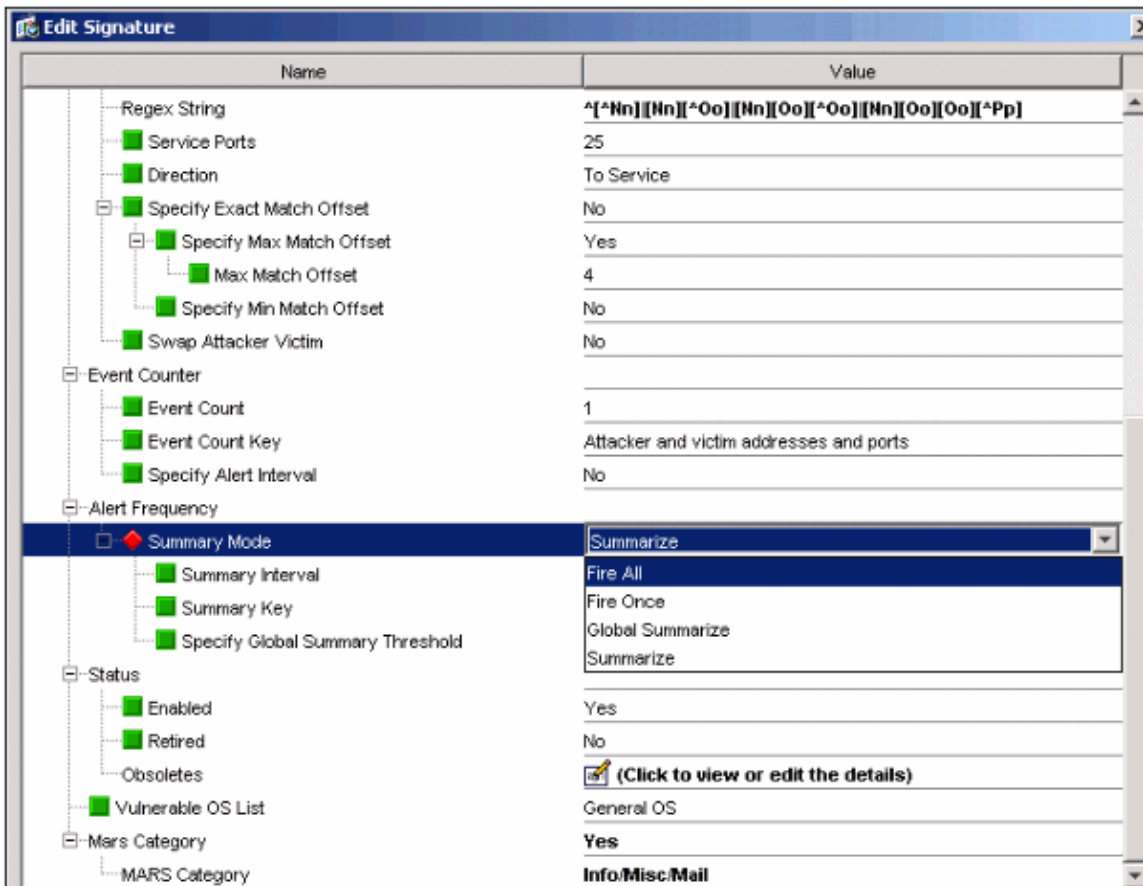 Edit Signature
Name Value
Regex String ^[^Nn]|[Nn][^Oo]|[Nn][Oo][^Oo]|[Nn][Oo][Oo][^Pp]
Service Ports 25
Direction To Service
Specify Exact Match Offset No
Specify Max Match Offset Yes
Max Match Offset 4
Specify Min Match Offset No
Swap Attacker Victim No
Event Counter
Event Count 1
Event Count Key Attacker and victim addresses and ports
Specify Alert Interval No
Alert Frequency
Summary Mode Summarize
Summary Interval Fire All
Summary Key Fire Once
Specify Global Summary Threshold Global Summarize
Summarize
Status
Enabled Yes
Retired No
Obsoletes (Click to view or edit the details)
Vulnerable OS List General OS
Mars Category Yes
MARS Category Info/Misc/Mail